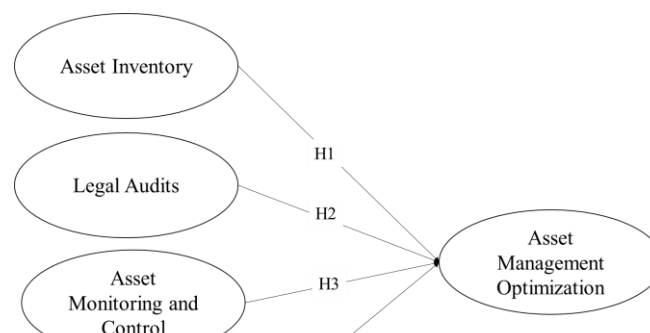 Asset Inventory
H1
Legal Audits
H2
Asset
Management
Optimization
Asset
Monitoring and
Control
H3